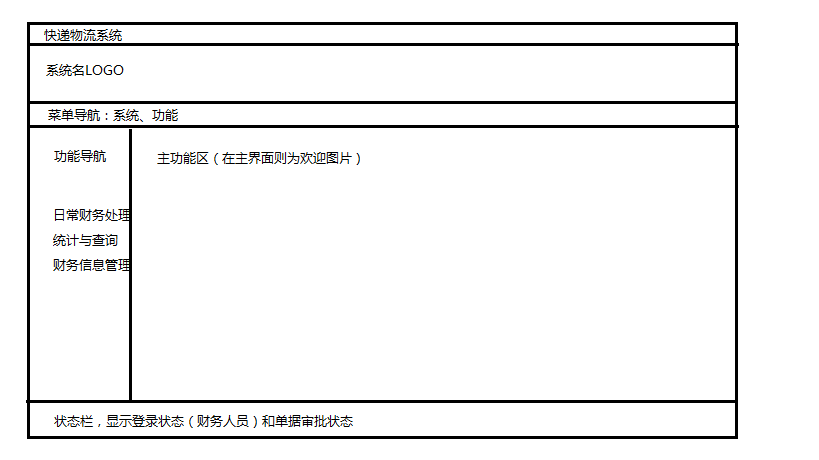 快递物流系统
系统名LOGO
菜单导航：系统、功能
功能导航
主功能区（在主界面则为欢迎图片）
日常财务处理
统计与查询
财务信息管理
状态栏，显示登录状态（财务人员）和单据审批状态